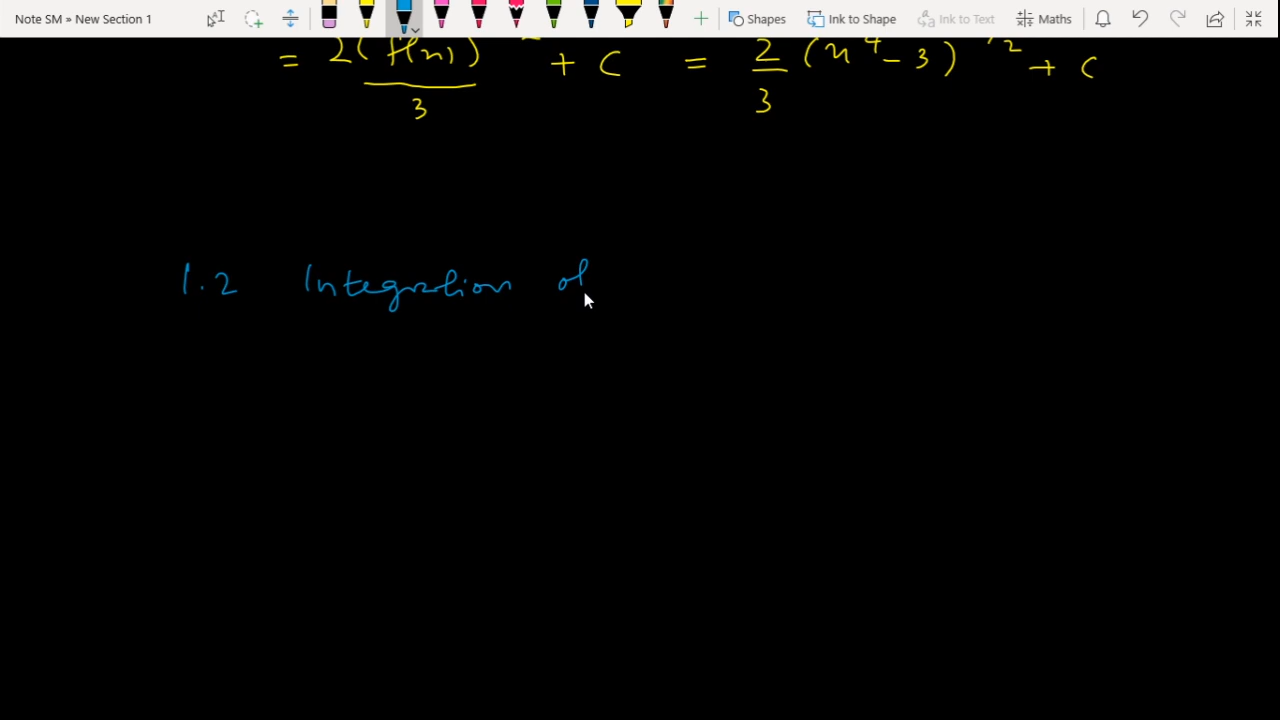 Note SM » New Section 1 Shapes Ink to Shape Ink to Text Maths
= 2(f(x)) / 3 + C = 2/3 (x⁴ - 3) /2 + C
1.2 Integration of